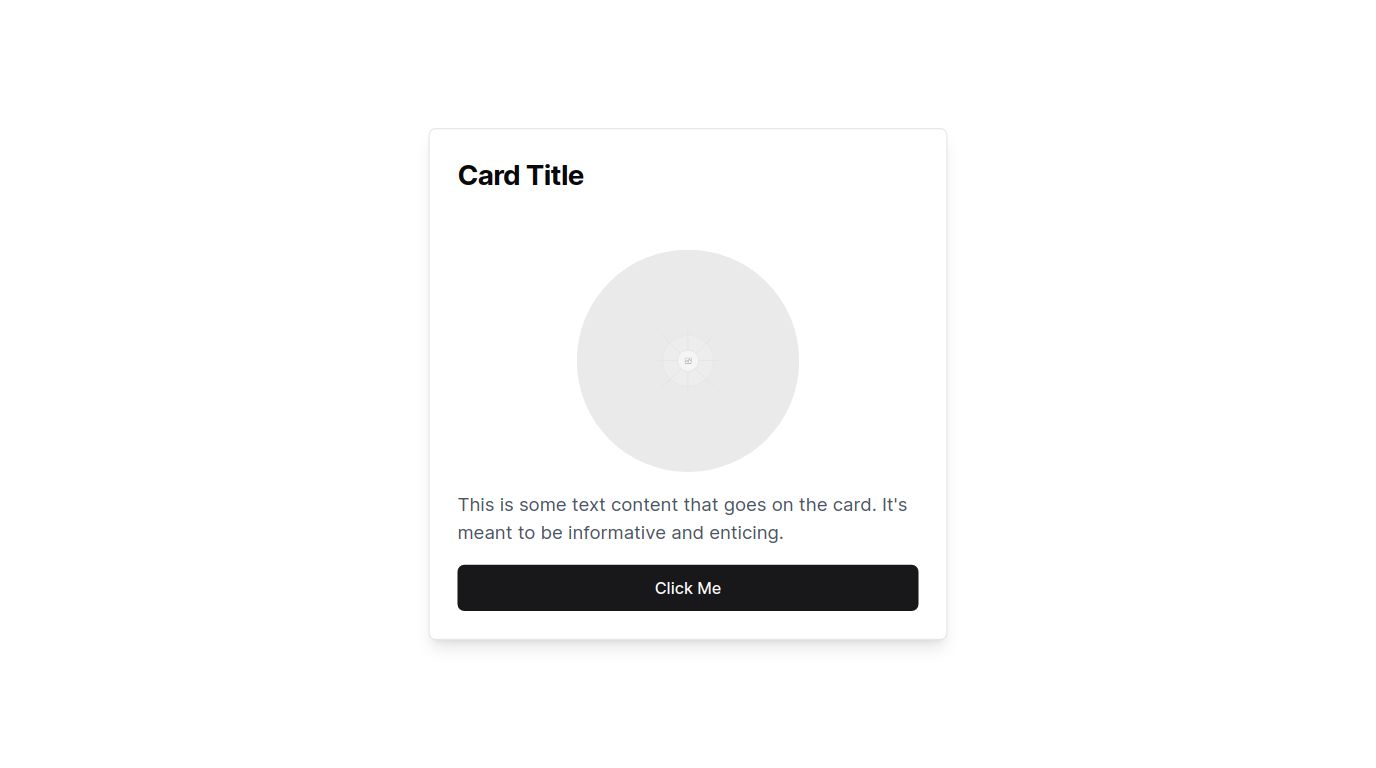 Card Title
This is some text content that goes on the card. It's
meant to be informative and enticing.
Click Me